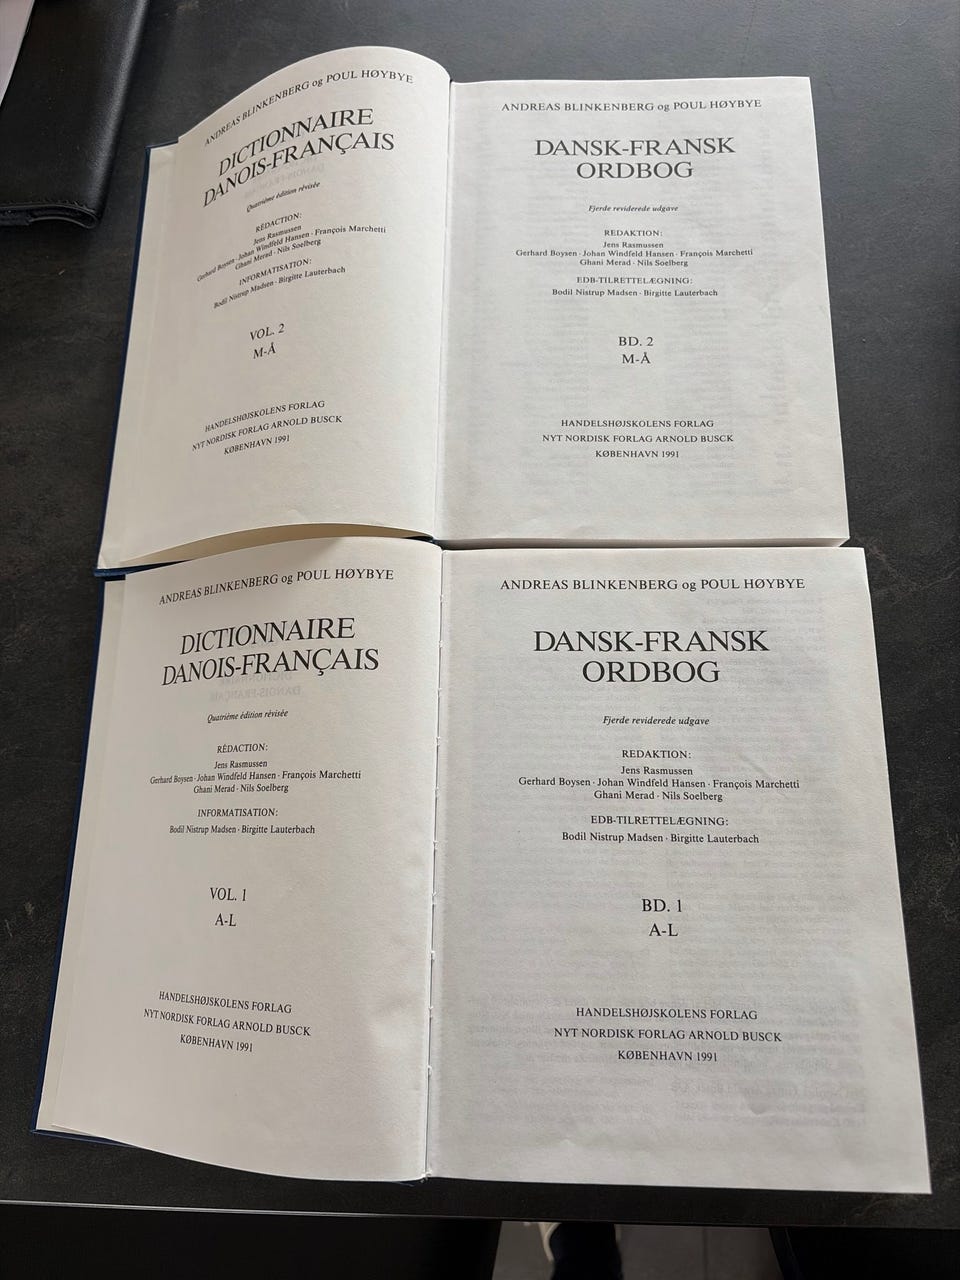 ANDREAS BLINKENBERG og POUL HØYBYE
DICTIONNAIRE
DANOIS-FRANÇAIS
Quatrième édition révisée
RÉDACTION:
Jens Rasmussen
Gerhard Boysen · Johan Windfeld Hansen · François Marchetti
Ghani Merad · Nils Soelberg
INFORMATISATION:
Bodil Nistrup Madsen · Birgitte Lauterbach
VOL. 2
M-Å
HANDELSHØJSKOLENS FORLAG
NYT NORDISK FORLAG ARNOLD BUSCK
KØBENHAVN 1991
ANDREAS BLINKENBERG og POUL HØYBYE
DANSK-FRANSK
ORDBOG
Fjerde reviderede udgave
REDAKTION:
Jens Rasmussen
Gerhard Boysen · Johan Windfeld Hansen · François Marchetti
Ghani Merad · Nils Soelberg
EDB-TILRETTELÆGNING:
Bodil Nistrup Madsen · Birgitte Lauterbach
BD. 2
M-Å
HANDELSHØJSKOLENS FORLAG
NYT NORDISK FORLAG ARNOLD BUSCK
KØBENHAVN 1991
ANDREAS BLINKENBERG og POUL HØYBYE
DICTIONNAIRE
DANOIS-FRANÇAIS
Quatrième édition révisée
RÉDACTION:
Jens Rasmussen
Gerhard Boysen · Johan Windfeld Hansen · François Marchetti
Ghani Merad · Nils Soelberg
INFORMATISATION:
Bodil Nistrup Madsen · Birgitte Lauterbach
VOL. 1
A-L
HANDELSHØJSKOLENS FORLAG
NYT NORDISK FORLAG ARNOLD BUSCK
KØBENHAVN 1991
ANDREAS BLINKENBERG og POUL HØYBYE
DANSK-FRANSK
ORDBOG
Fjerde reviderede udgave
REDAKTION:
Jens Rasmussen
Gerhard Boysen · Johan Windfeld Hansen · François Marchetti
Ghani Merad · Nils Soelberg
EDB-TILRETTELÆGNING:
Bodil Nistrup Madsen · Birgitte Lauterbach
BD. 1
A-L
HANDELSHØJSKOLENS FORLAG
NYT NORDISK FORLAG ARNOLD BUSCK
KØBENHAVN 1991